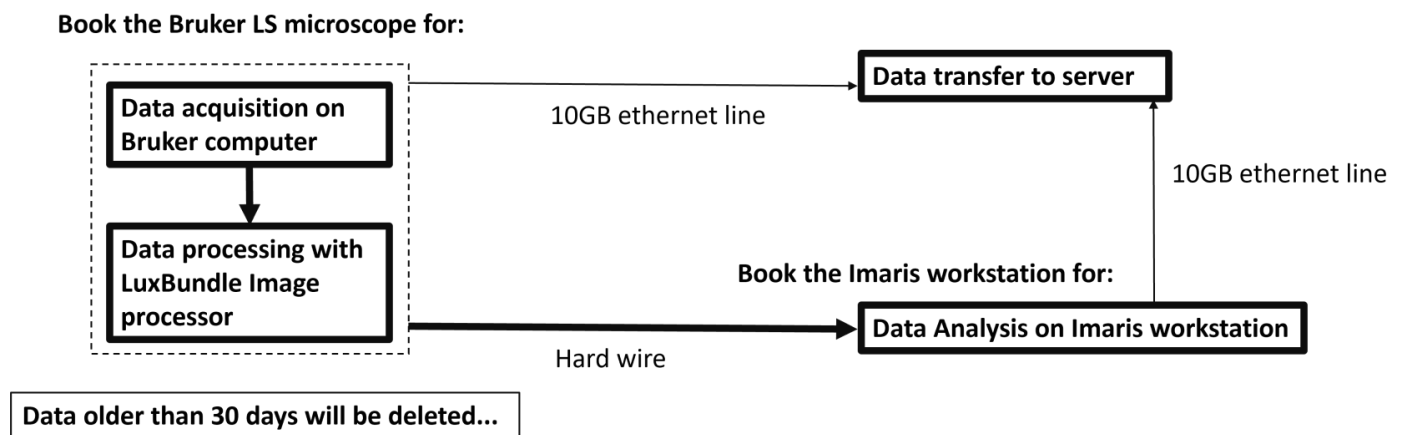 Book the Bruker LS microscope for:
Data acquisition on
Bruker computer
Data processing with
LuxBundle Image
processor
10GB ethernet line
Data transfer to server
10GB ethernet line
Book the Imaris workstation for:
Data Analysis on Imaris workstation
Hard wire
Data older than 30 days will be deleted...